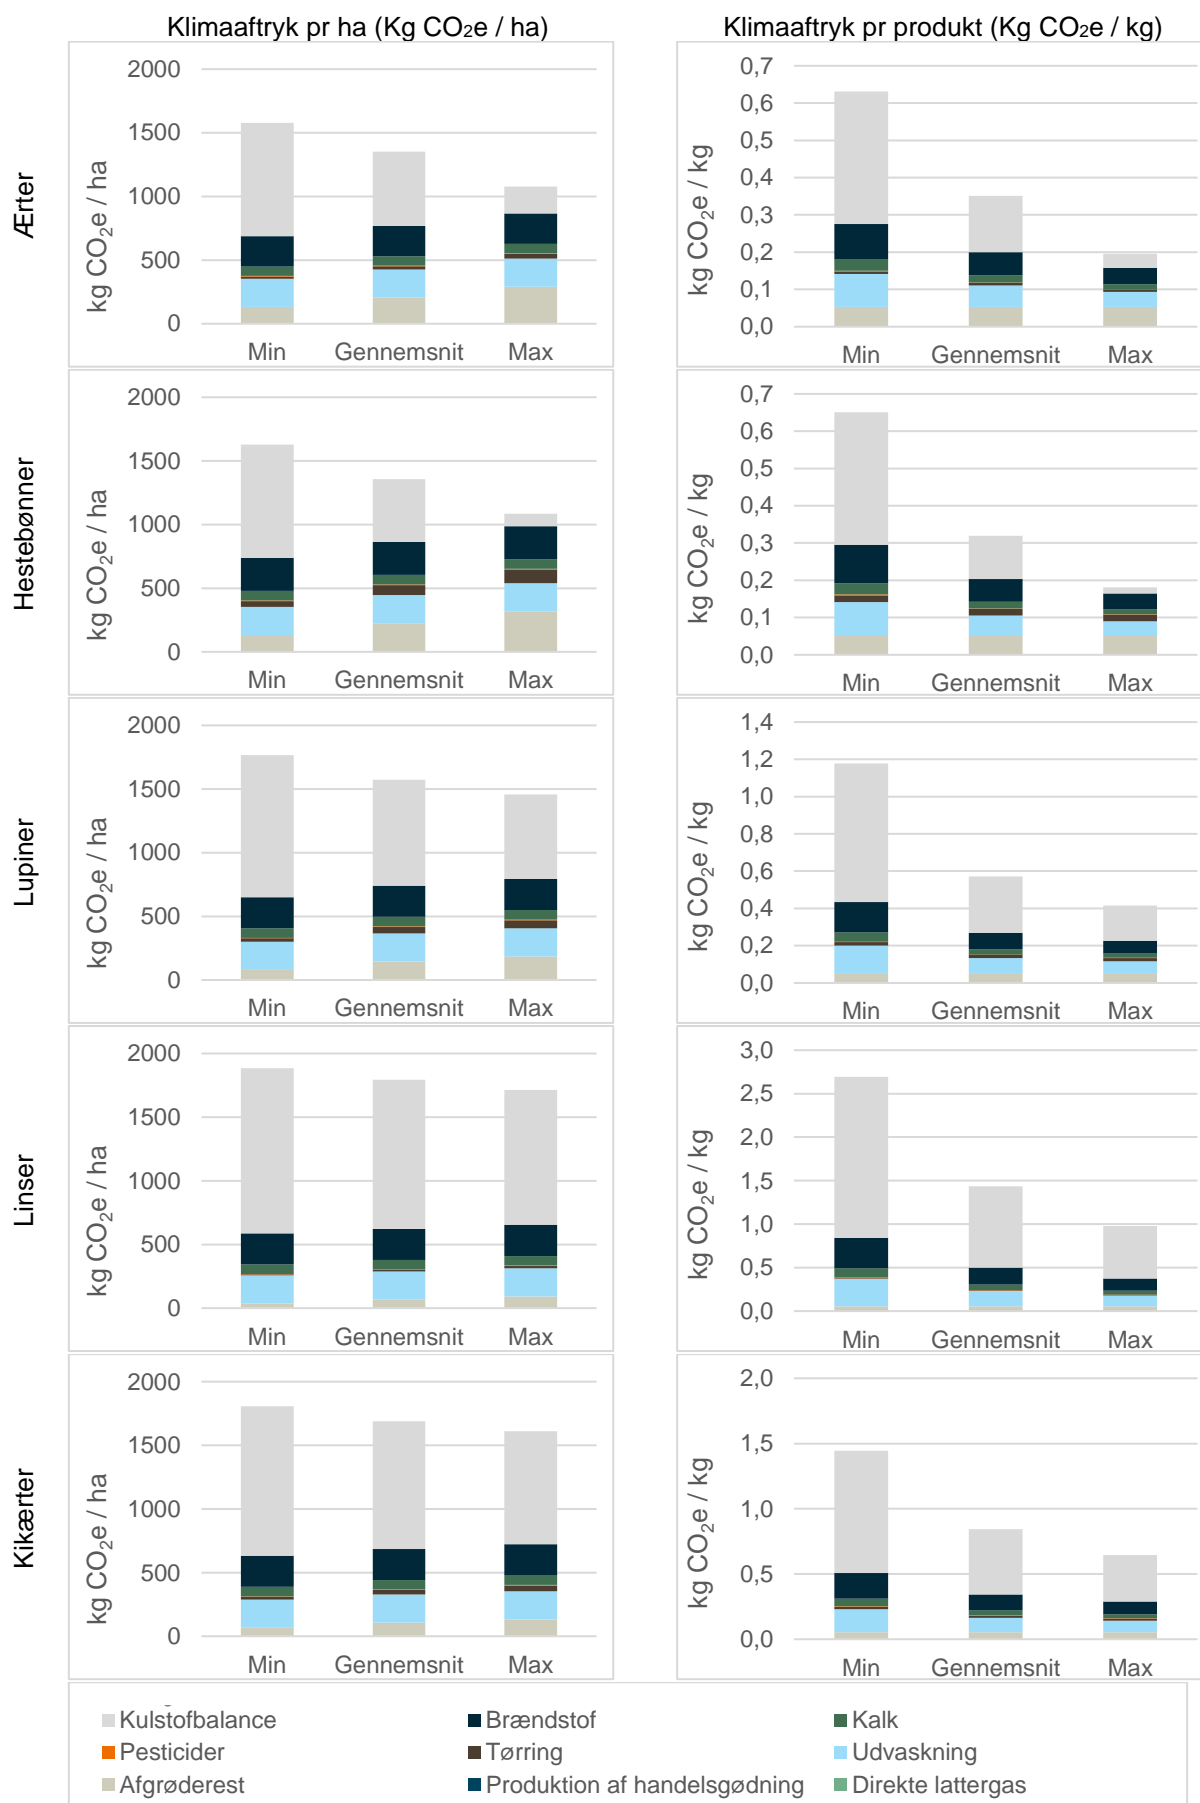 Klimaaftryk pr ha (Kg CO₂e / ha)
Klimaaftryk pr produkt (Kg CO₂e / kg)
Ærter
kg CO₂e / ha
2000
1500
1000
500
0
Min Gennemsnit Max
kg CO₂e / kg
0,7
0,6
0,5
0,4
0,3
0,2
0,1
0,0
Min Gennemsnit Max
Hestebønner
kg CO₂e / ha
2000
1500
1000
500
0
Min Gennemsnit Max
kg CO₂e / kg
0,7
0,6
0,5
0,4
0,3
0,2
0,1
0,0
Min Gennemsnit Max
Lupiner
kg CO₂e / ha
2000
1500
1000
500
0
Min Gennemsnit Max
kg CO₂e / kg
1,4
1,2
1,0
0,8
0,6
0,4
0,2
0,0
Min Gennemsnit Max
Linser
kg CO₂e / ha
2000
1500
1000
500
0
Min Gennemsnit Max
kg CO₂e / kg
3,0
2,5
2,0
1,5
1,0
0,5
0,0
Min Gennemsnit Max
Kikærter
kg CO₂e / ha
2000
1500
1000
500
0
Min Gennemsnit Max
kg CO₂e / kg
2,0
1,5
1,0
0,5
0,0
Min Gennemsnit Max
Kulstofbalance Brændstof Kalk
Pesticider Tørring Udvaskning
Afgrøderest Produktion af handelsgødning Direkte lattergas